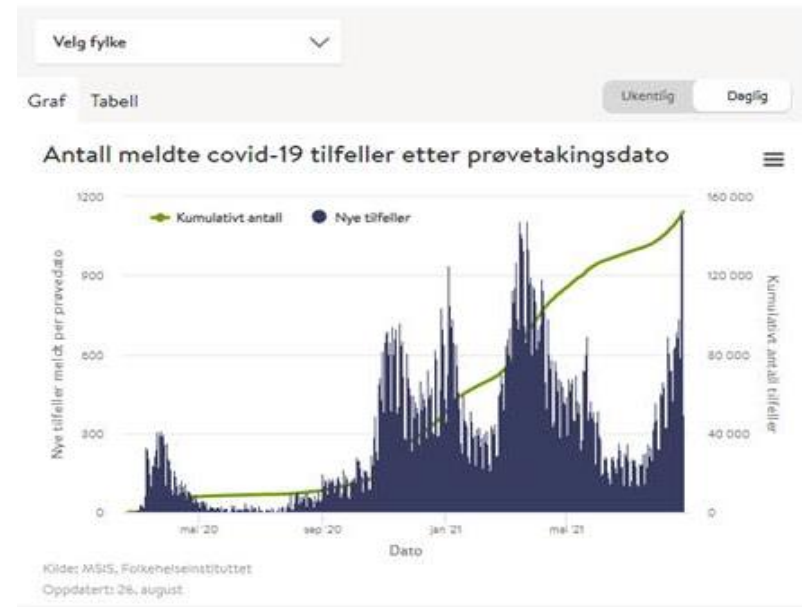 Velg fylke
Graf Tabell
Ukentlig Daglig
Antall meldte covid-19 tilfeller etter prøvetakingsdato
1200
160 000
Kumulativt antall Nye tilfeller
900
120 000
600
80 000
300
40 000
0
0
Nye tilfeller meldt per prøvedato
Kumulativt antall tilfeller
mai '20 sep '20 jan '21 mai '21
Dato
Kilde: MSIS, Folkehelseinstituttet
Oppdatert: 26. august